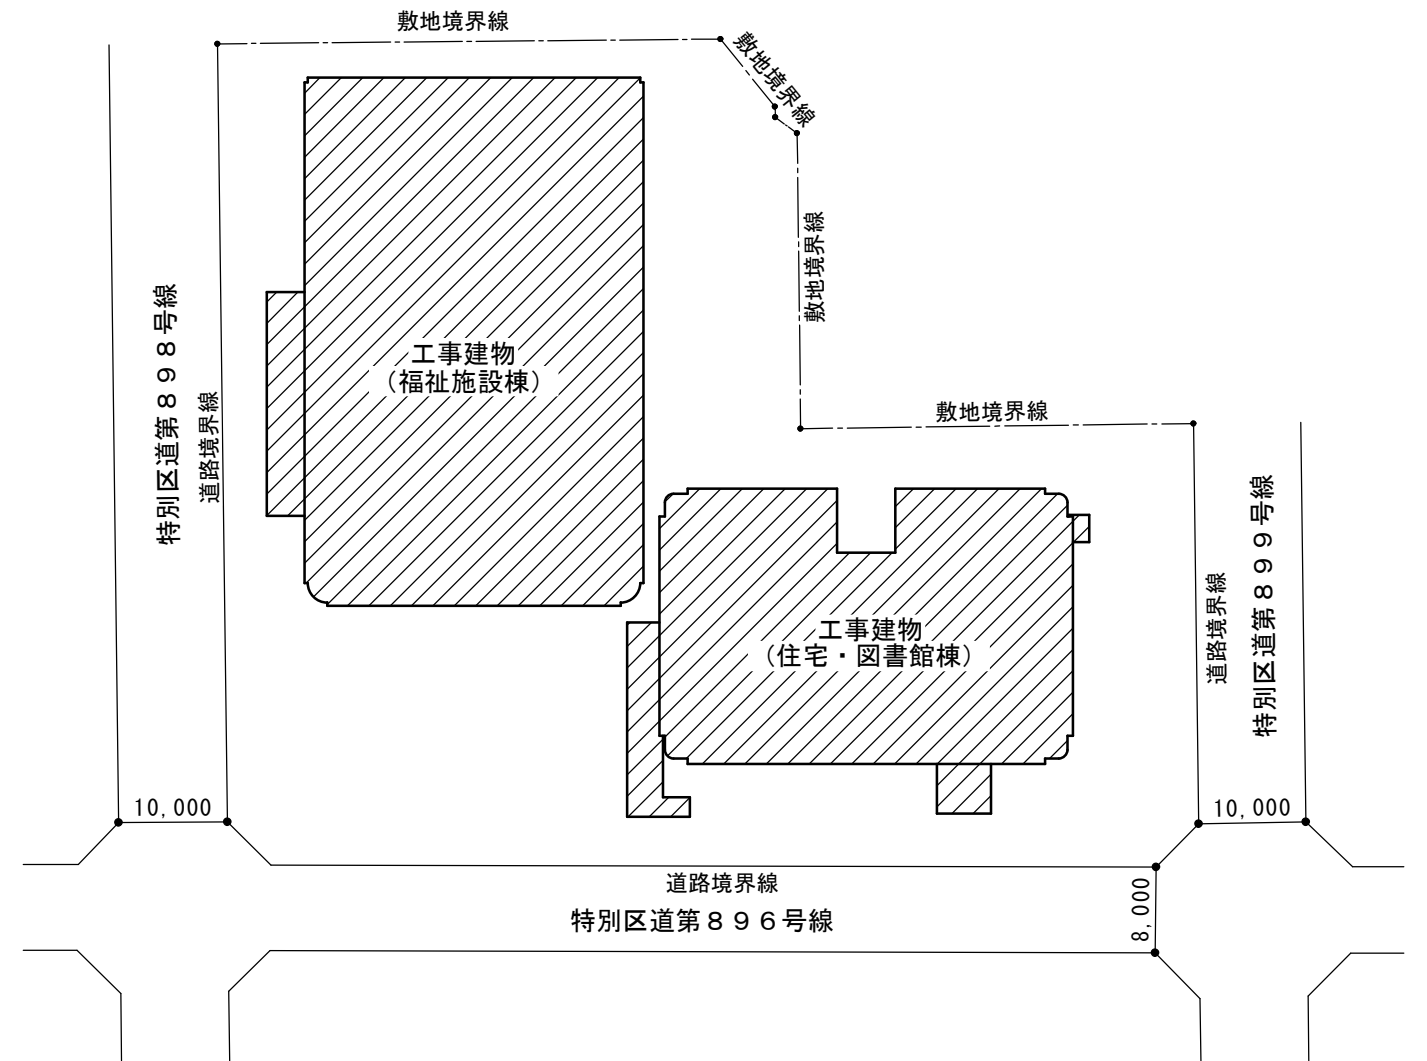 敷地境界線
敷地境界線
敷地境界線
特別区道第８９８号線
道路境界線
工事建物
（福祉施設棟）
敷地境界線
工事建物
（住宅・図書館棟）
道路境界線
特別区道第８９９号線
10,000
10,000
道路境界線
特別区道第８９６号線
8,000